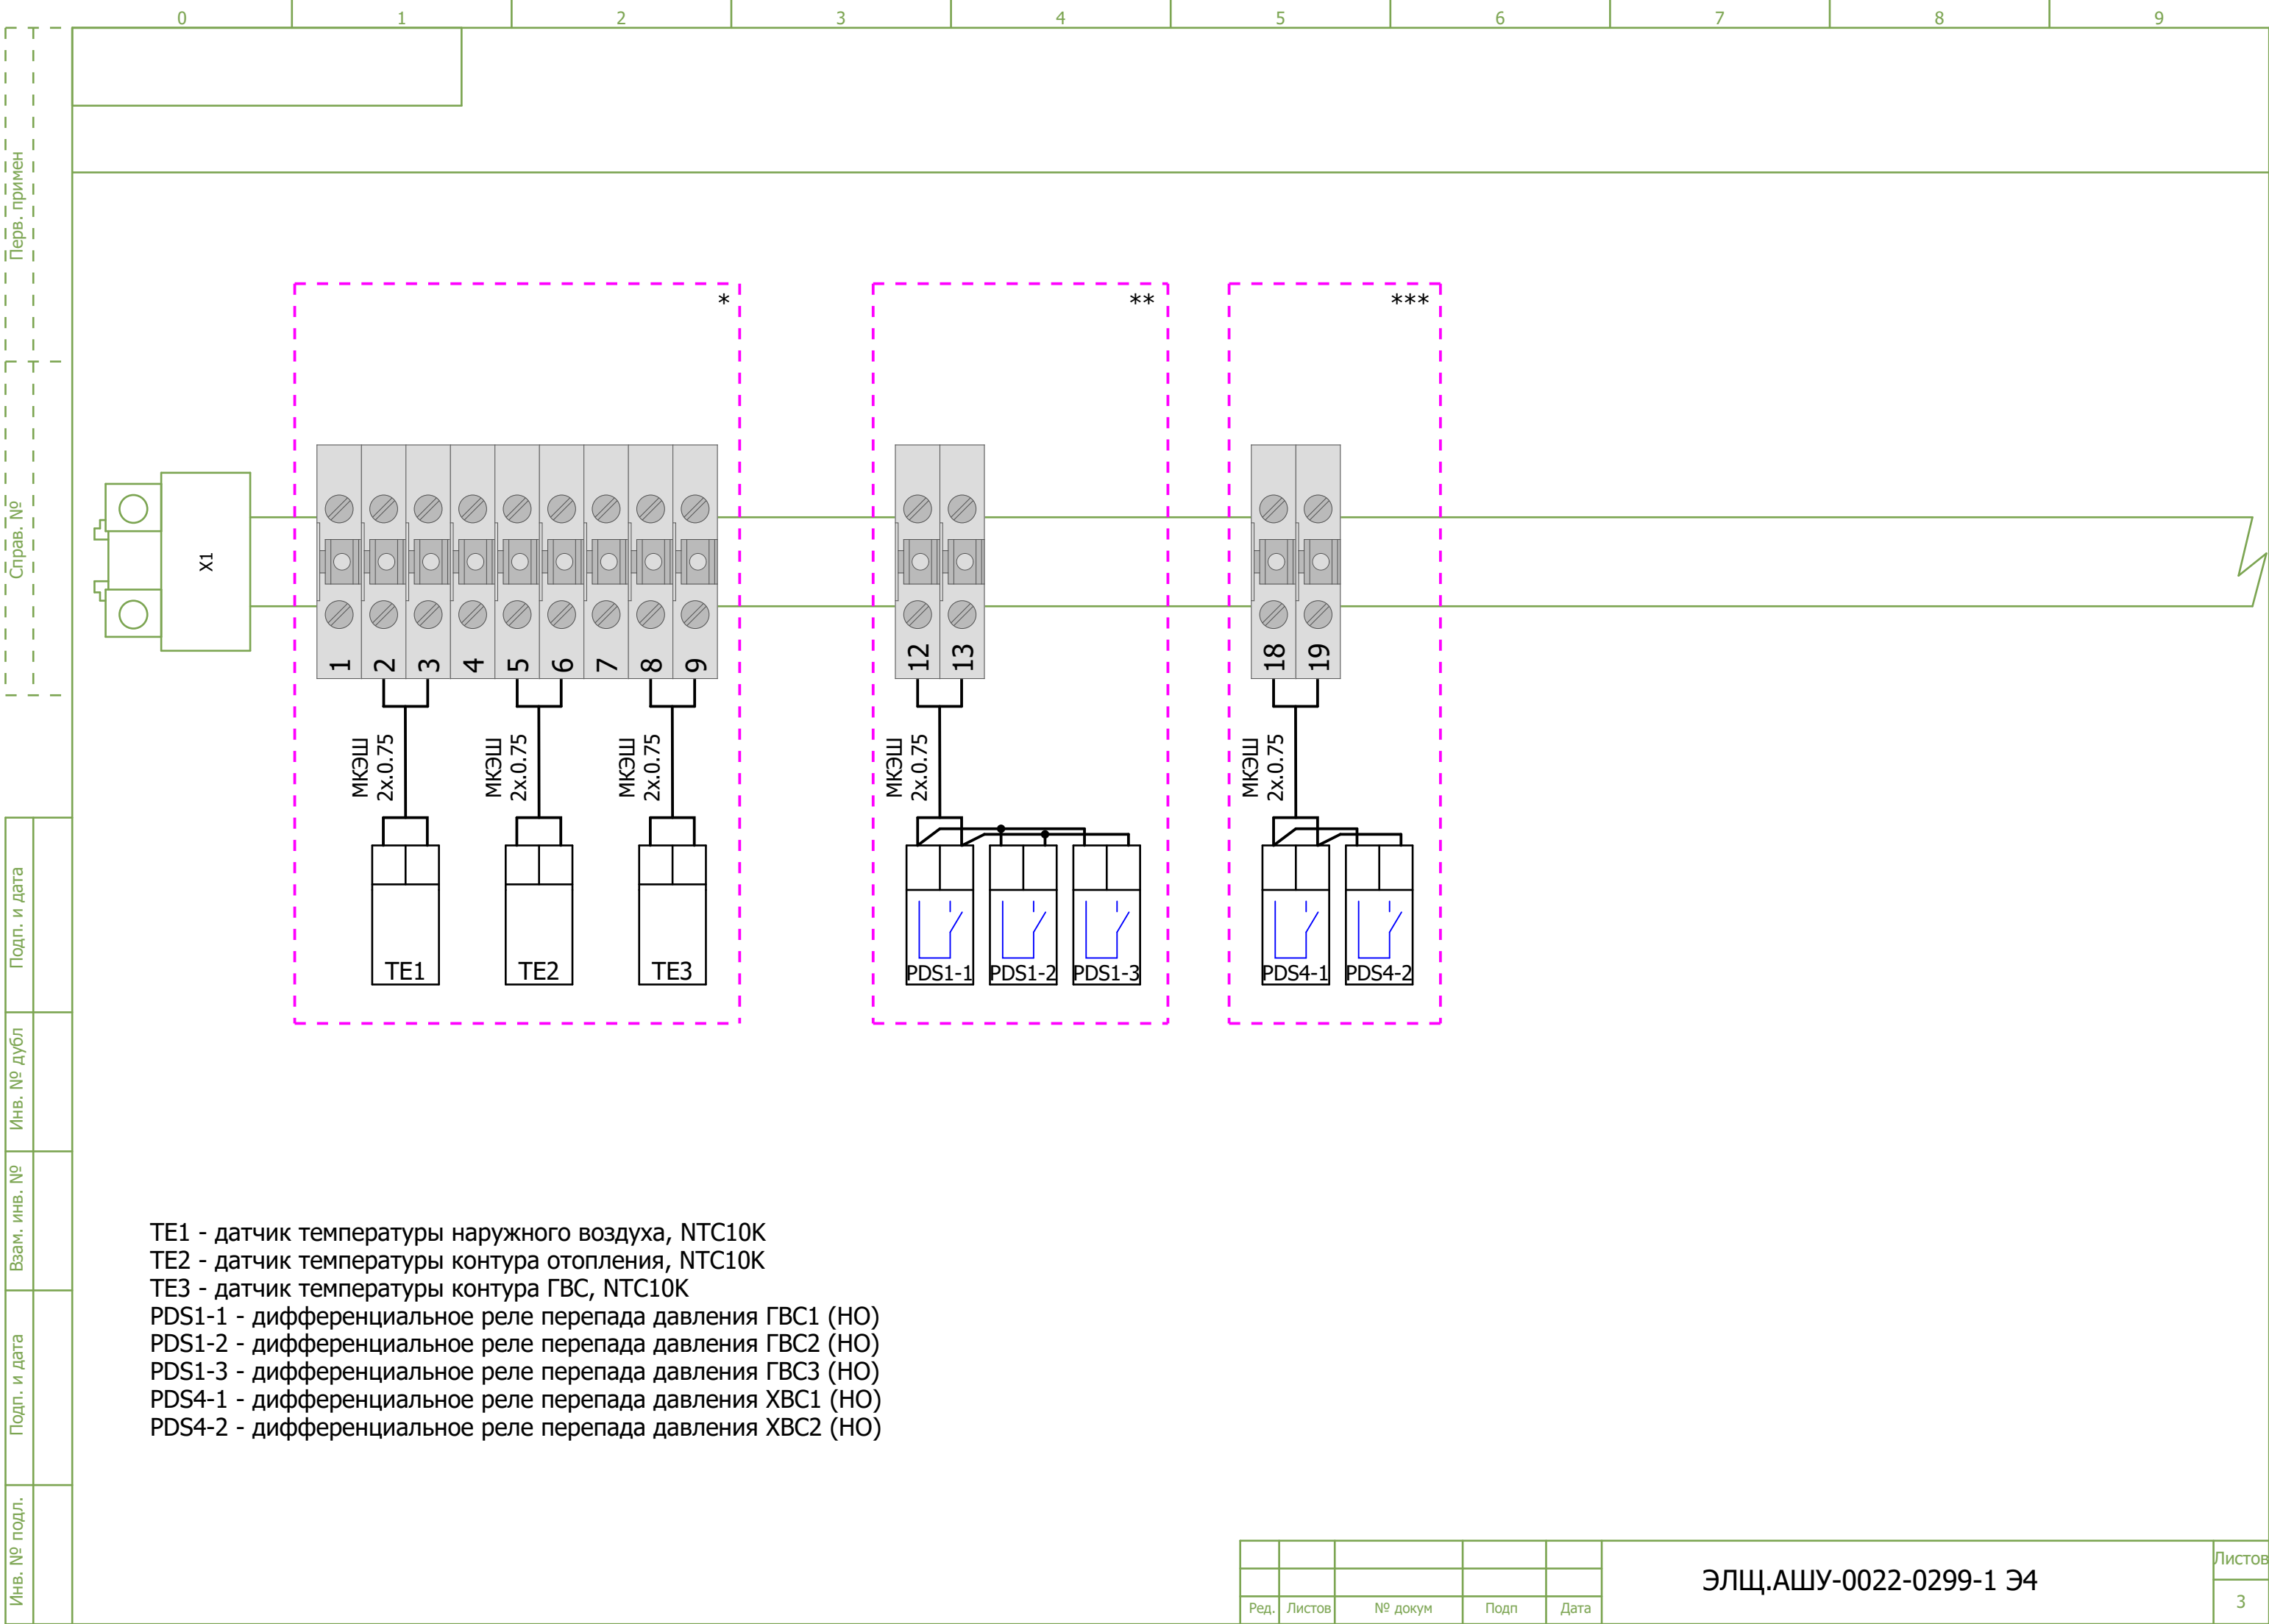 0 1 2 3 4 5 6 7 8 9
Перв. примен
Справ. №
Подп. и дата
Инв. № дубл
Взам. инв. №
Подп. и дата
Инв. № подл.
* ** ***
X1
1 2 3 4 5 6 7 8 9 12 13 18 19
МКЭШ
2х.0.75
МКЭШ
2х.0.75
МКЭШ
2х.0.75
МКЭШ
2х.0.75
МКЭШ
2х.0.75
TE1 TE2 TE3 PDS1-1 PDS1-2 PDS1-3 PDS4-1 PDS4-2
TE1 - датчик температуры наружного воздуха, NTC10K
TE2 - датчик температуры контура отопления, NTC10K
TE3 - датчик температуры контура ГВС, NTC10K
PDS1-1 - дифференциальное реле перепада давления ГВС1 (НО)
PDS1-2 - дифференциальное реле перепада давления ГВС2 (НО)
PDS1-3 - дифференциальное реле перепада давления ГВС3 (НО)
PDS4-1 - дифференциальное реле перепада давления ХВС1 (НО)
PDS4-2 - дифференциальное реле перепада давления ХВС2 (НО)
Ред. Листов № докум Подп Дата
ЭЛЩ.АШУ-0022-0299-1 Э4
Листов
3